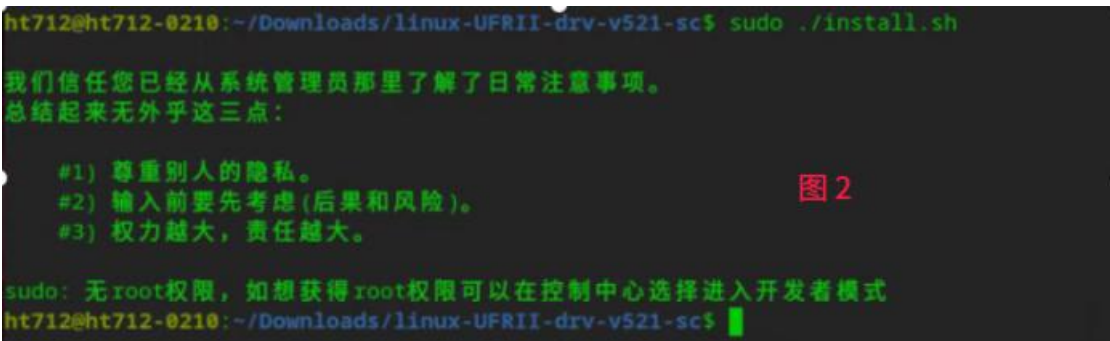 ht712@ht712-0210:~/Downloads/linux-UFRII-drv-v521-sc$ sudo ./install.sh
我们信任您已经从系统管理员那里了解了日常注意事项。
总结起来无外乎这三点：
#1) 尊重别人的隐私。
#2) 输入前要先考虑(后果和风险)。
#3) 权力越大，责任越大。
图2
sudo: 无root权限，如想获得root权限可以在控制中心选择进入开发者模式
ht712@ht712-0210:~/Downloads/linux-UFRII-drv-v521-sc$